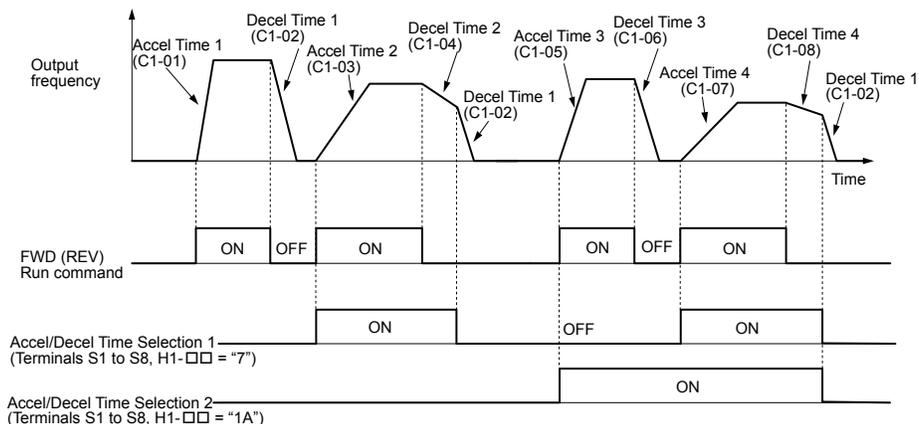 Accel Time 1
(C1-01)
Decel Time 1
(C1-02)
Accel Time 2
(C1-03)
Decel Time 2
(C1-04)
Decel Time 1
(C1-02)
Accel Time 3
(C1-05)
Decel Time 3
(C1-06)
Accel Time 4
(C1-07)
Decel Time 4
(C1-08)
Decel Time 1
(C1-02)
Output
frequency
Time
FWD (REV)
Run command
ON
OFF
ON
ON
OFF
ON
Accel/Decel Time Selection 1
(Terminals S1 to S8, H1-□□ = “7”)
ON
OFF
ON
Accel/Decel Time Selection 2
(Terminals S1 to S8, H1-□□ = “1A”)
ON